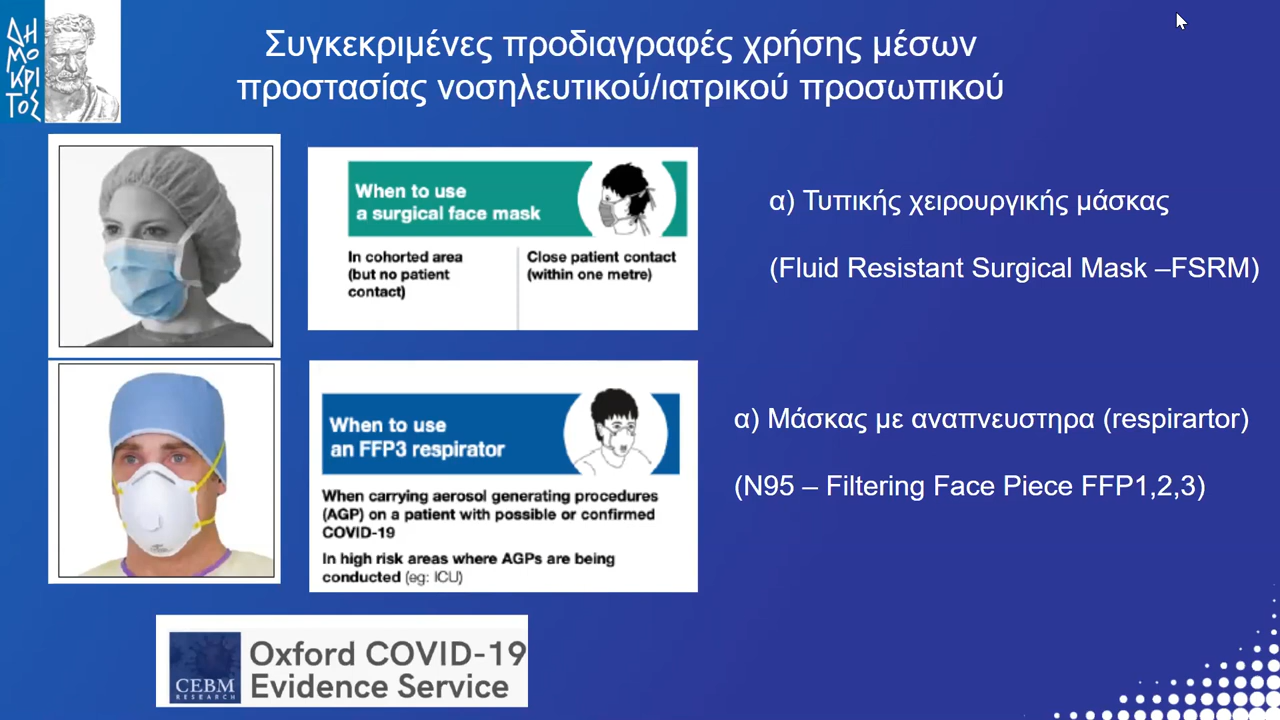 ΔΗ
ΜΟ
ΚΡΙ
ΤΟΣ
Συγκεκριμένες προδιαγραφές χρήσης μέσων
προστασίας νοσηλευτικού/ιατρικού προσωπικού
When to use
a surgical face mask
In cohorted area
(but no patient
contact)
Close patient contact
(within one metre)
α) Τυπικής χειρουργικής μάσκας
(Fluid Resistant Surgical Mask –FSRM)
When to use
an FFP3 respirator
When carrying aerosol generating procedures
(AGP) on a patient with possible or confirmed
COVID-19
In high risk areas where AGPs are being
conducted (eg: ICU)
α) Μάσκας με αναπνευστηρα (respirartor)
(N95 – Filtering Face Piece FFP1,2,3)
CEBM
RESEARCH
Oxford COVID-19
Evidence Service